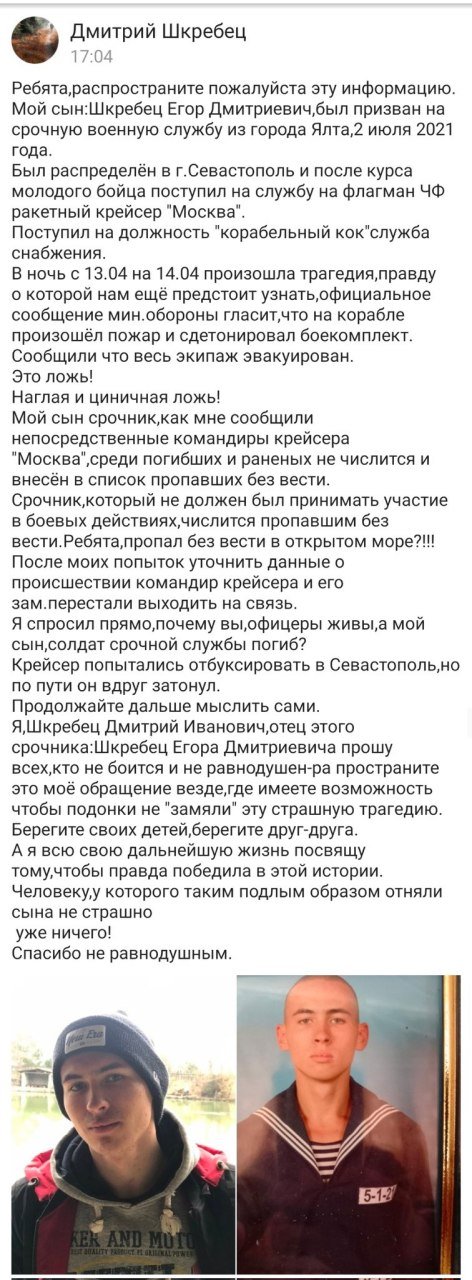 Дмитрий Шкребец
17:04
Ребята,распространите пожалуйста эту информацию.
Мой сын:Шкребец Егор Дмитриевич,был призван на
срочную военную службу из города Ялта,2 июля 2021
года.
Был распределён в г.Севастополь и после курса
молодого бойца поступил на службу на флагман ЧФ
ракетный крейсер "Москва".
Поступил на должность "корабельный кок"служба
снабжения.
В ночь с 13.04 на 14.04 произошла трагедия,правду
о которой нам ещё предстоит узнать,официальное
сообщение мин.обороны гласит,что на корабле
произошёл пожар и сдетонировал боекомплект.
Сообщили что весь экипаж эвакуирован.
Это ложь!
Наглая и циничная ложь!
Мой сын срочник,как мне сообщили
непосредственные командиры крейсера
"Москва",среди погибших и раненых не числится и
внесён в список пропавших без вести.
Срочник,который не должен был принимать участие
в боевых действиях,числится пропавшим без
вести.Ребята,пропал без вести в открытом море?!!!
После моих попыток уточнить данные о
происшествии командир крейсера и его
зам.перестали выходить на связь.
Я спросил прямо,почему вы,офицеры живы,а мой
сын,солдат срочной службы погиб?
Крейсер попытались отбуксировать в Севастополь,но
по пути он вдруг затонул.
Продолжайте дальше мыслить сами.
Я,Шкребец Дмитрий Иванович,отец этого
срочника:Шкребец Егора Дмитриевича прошу
всех,кто не боится и не равнодушен-ра пространите
это моё обращение везде,где имеете возможность
чтобы подонки не "замяли" эту страшную трагедию.
Берегите своих детей,берегите друг-друга.
А я всю свою дальнейшую жизнь посвящу
тому,чтобы правда победила в этой истории.
Человеку,у которого таким подлым образом отняли
сына не страшно
уже ничего!
Спасибо не равнодушным.
New Era
KER AND MOTO
5-1-2